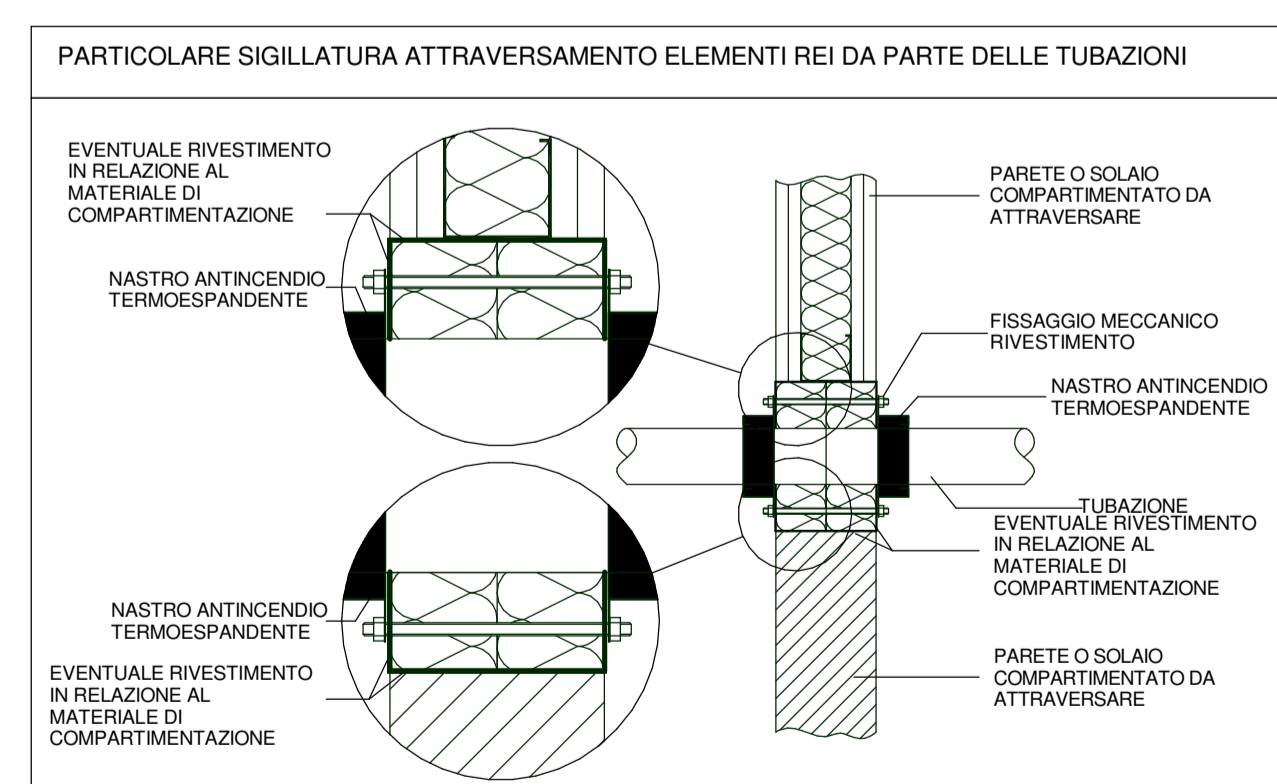 PARTICOLARE SIGILLATURA ATTRAVERSAMENTO ELEMENTI REI DA PARTE DELLE TUBAZIONI
EVENTUALE RIVESTIMENTO
IN RELAZIONE AL
MATERIALE DI
COMPARTIMENTAZIONE
NASTRO ANTINCENDIO
TERMOESPANDENTE
NASTRO ANTINCENDIO
TERMOESPANDENTE
EVENTUALE RIVESTIMENTO
IN RELAZIONE AL
MATERIALE DI
COMPARTIMENTAZIONE
PARETE O SOLAIO
COMPARTIMENTATO DA
ATTRAVERSARE
FISSAGGIO MECCANICO
RIVESTIMENTO
NASTRO ANTINCENDIO
TERMOESPANDENTE
TUBAZIONE
EVENTUALE RIVESTIMENTO
IN RELAZIONE AL
MATERIALE DI
COMPARTIMENTAZIONE
PARETE O SOLAIO
COMPARTIMENTATO DA
ATTRAVERSARE